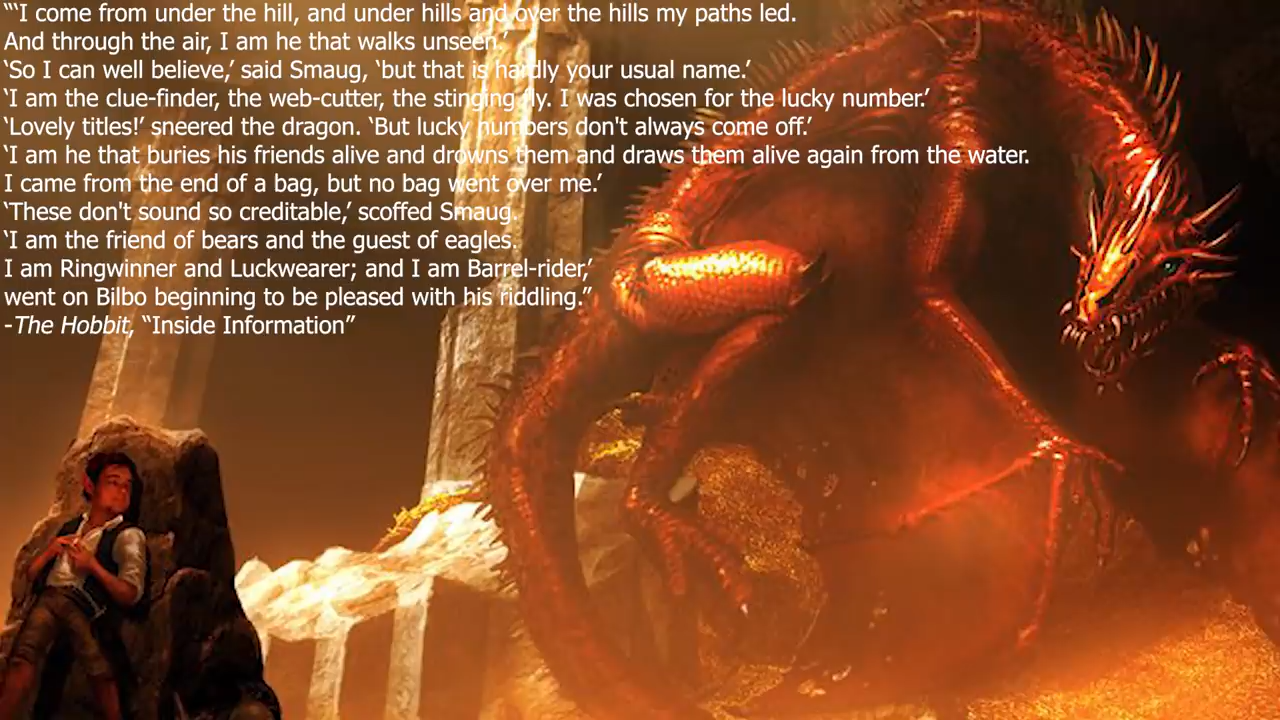 “‘I come from under the hill, and under hills and over the hills my paths led.
And through the air, I am he that walks unseen.’
‘So I can well believe,’ said Smaug, ‘but that is hardly your usual name.’
‘I am the clue-finder, the web-cutter, the stinging fly. I was chosen for the lucky number.’
‘Lovely titles!’ sneered the dragon. ‘But lucky numbers don't always come off.’
‘I am he that buries his friends alive and drowns them and draws them alive again from the water.
I came from the end of a bag, but no bag went over me.’
‘These don't sound so creditable,’ scoffed Smaug.
‘I am the friend of bears and the guest of eagles.
I am Ringwinner and Luckwearer; and I am Barrel-rider,’
went on Bilbo beginning to be pleased with his riddling.”
-The Hobbit, “Inside Information”